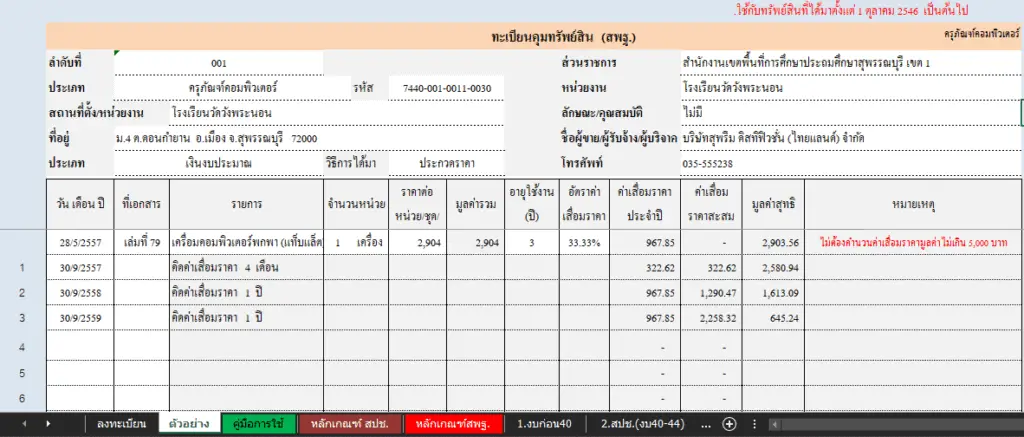 .ใช้กับทรัพย์สินที่ได้มาตั้งแต่ 1 ตุลาคม 2546 เป็นต้นไป
ทะเบียนคุมทรัพย์สิน (สพฐ.) ครุภัณฑ์คอมพิวเตอร์
ลำดับที่ 001 ส่วนราชการ สำนักงานเขตพื้นที่การศึกษาประถมศึกษาสุพรรณบุรี เขต 1
ประเภท ครุภัณฑ์คอมพิวเตอร์ รหัส 7440-001-0011-0030 หน่วยงาน โรงเรียนวัดวังพระนอน
สถานที่ตั้ง/หน่วยงาน โรงเรียนวัดวังพระนอน ลักษณะ/คุณสมบัติ ไม่มี
ที่อยู่ ม.4 ต.ดอนกำยาน อ.เมือง จ.สุพรรณบุรี 72000 ชื่อผู้ขาย/ผู้รับจ้าง/ผู้บริจาค บริษัทสุพรีม ดิสทิฟิวชั่น (ไทยแลนด์) จำกัด
ประเภท เงินงบประมาณ วิธีการได้มา ประกวดราคา โทรศัพท์ 035-555238
วัน เดือน ปี ที่เอกสาร รายการ จำนวนหน่วย ราคาต่อหน่วย/ชุด/ มูลค่ารวม อายุใช้งาน (ปี) อัตราค่าเสื่อมราคา ค่าเสื่อมราคาประจำปี ค่าเสื่อมราคาสะสม มูลค่าสุทธิ หมายเหตุ
28/5/2557 เล่มที่ 79 เครื่อมคอมพิวเตอร์พกพา (แท็บแล็ต) 1 เครื่อง 2,904 2,904 3 33.33% 967.85 - 2,903.56 ไม่ต้องคำนวนค่าเสื่อมราคามูลค่าไม่เกิน 5,000 บาท
1 30/9/2557 คิดค่าเสื่อมราคา 4 เดือน 322.62 322.62 2,580.94
2 30/9/2558 คิดค่าเสื่อมราคา 1 ปี 967.85 1,290.47 1,613.09
3 30/9/2559 คิดค่าเสื่อมราคา 1 ปี 967.85 2,258.32 645.24
4 - -
5 - -
6 - -
ลงทะเบียน ตัวอย่าง คู่มือการใช้ หลักเกณฑ์ สปช. หลักเกณฑ์สพฐ. 1.งบก่อน40 2.สปช.(งบ40-44) ...